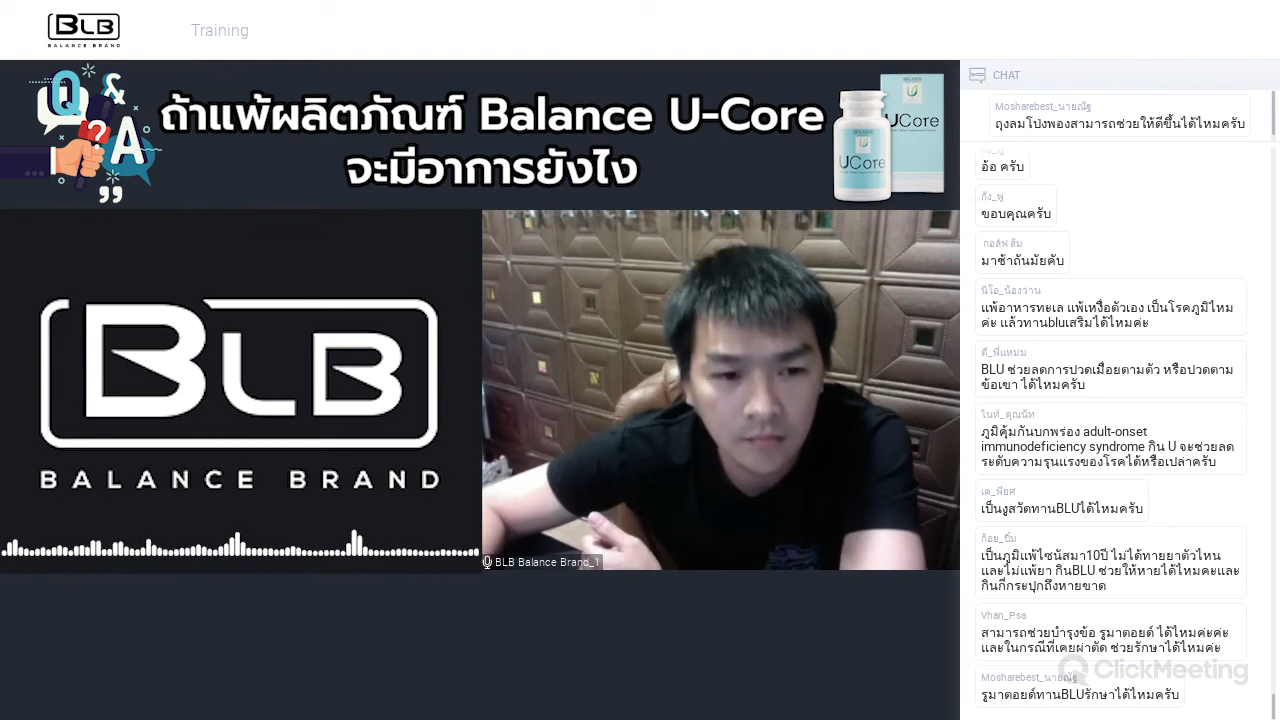 BLB
BALANCE BRAND
Training
Q & A
?
ถ้าแพ้ผลิตภัณฑ์ Balance U-Core
จะมีอาการยังไง
UCore
UCore
BLB
BALANCE BRAND
BLB Balance Brand_1
CHAT
Mosharebest_นายณัฐ
ถุงลมโป่งพองสามารถช่วยให้ดีขึ้นได้ไหมครับ
อ้อ ครับ
กั้ง_พู
ขอบคุณครับ
กอล์ฟ ส้ม
มาช้ากันมัยคับ
นีโอ_น้องว่าน
แพ้อาหารทะเล แพ้เหงื่อตัวเอง เป็นโรคภูมิไหม
ค่ะ แล้วทานbluเสริมได้ไหมค่ะ
ดี_พี่แหมม
BLU ช่วยลดการปวดเมื่อยตามตัว หรือปวดตาม
ข้อเขา ได้ไหมครับ
ไนท์_คุณนัท
ภูมิคุ้มกันบกพร่อง adult-onset
immunodeficiency syndrome กิน U จะช่วยลด
ระดับความรุนแรงของโรคได้หรือเปล่าครับ
เค_พี่ยศ
เป็นงูสวัดทานBLUได้ไหมครับ
ก้อย_ปิ๋ม
เป็นภูมิแพ้ ไซนัสมา10ปี ไม่ได้ทายยาตัวไหน
และไม่แพ้ยา กินBLU ช่วยให้หายได้ไหมคะและ
กินกี่กระปุกถึงหายขาด
Vhan_P.sa
สามารถช่วยบำรุงข้อ รูมาตอยด์ ได้ไหมค่ะค่ะ
และในกรณีที่เคยผ่าตัด ช่วยรักษาได้ไหมคะ
ClickMeeting
Mosharebest_นายณัฐ
รูมาตอยด์ทานBLUรักษาได้ไหมครับ